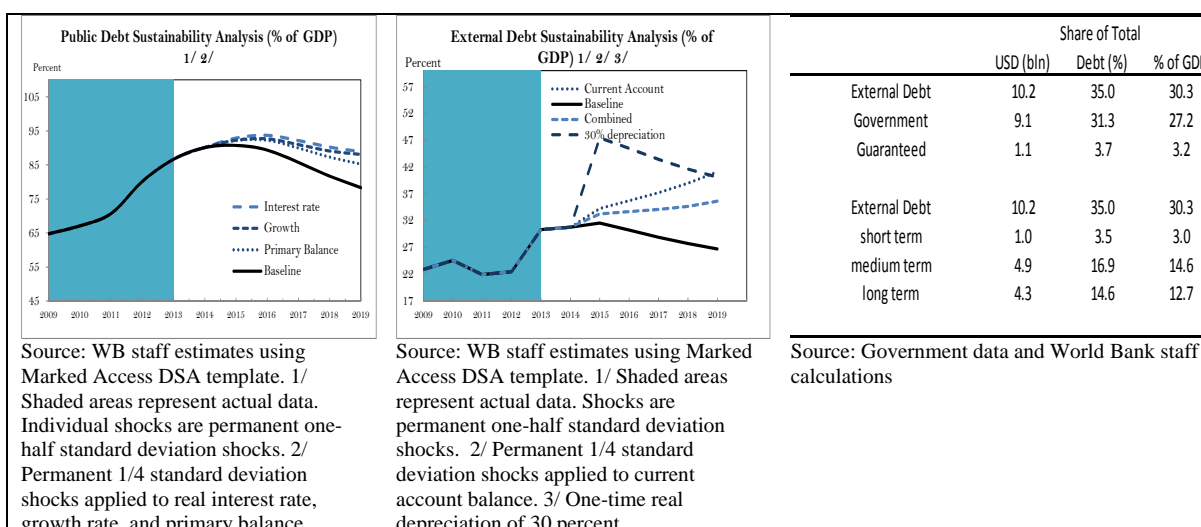 Public Debt Sustainability Analysis (% of GDP)
1/ 2/
Percent
105
95
85
75
65
55
45
Interest rate
Growth
Primary Balance
Baseline
2009 2010 2011 2012 2013 2014 2015 2016 2017 2018 2019
Source: WB staff estimates using
Marked Access DSA template. 1/
Shaded areas represent actual data.
Individual shocks are permanent one-
half standard deviation shocks. 2/
Permanent 1/4 standard deviation
shocks applied to real interest rate,
growth rate, and primary balance
External Debt Sustainability Analysis (% of
GDP) 1/ 2/ 3/
Percent
57
52
47
42
37
32
27
22
17
Current Account
Baseline
Combined
30% depreciation
2009 2010 2011 2012 2013 2014 2015 2016 2017 2018 2019
Source: WB staff estimates using Marked
Access DSA template. 1/ Shaded areas
represent actual data. Shocks are
permanent one-half standard deviation
shocks. 2/ Permanent 1/4 standard
deviation shocks applied to current
account balance. 3/ One-time real
depreciation of 30 percent
Share of Total
USD (bln) Debt (%) % of GD
External Debt 10.2 35.0 30.3
Government 9.1 31.3 27.2
Guaranteed 1.1 3.7 3.2
External Debt 10.2 35.0 30.3
short term 1.0 3.5 3.0
medium term 4.9 16.9 14.6
long term 4.3 14.6 12.7
Source: Government data and World Bank staff
calculations